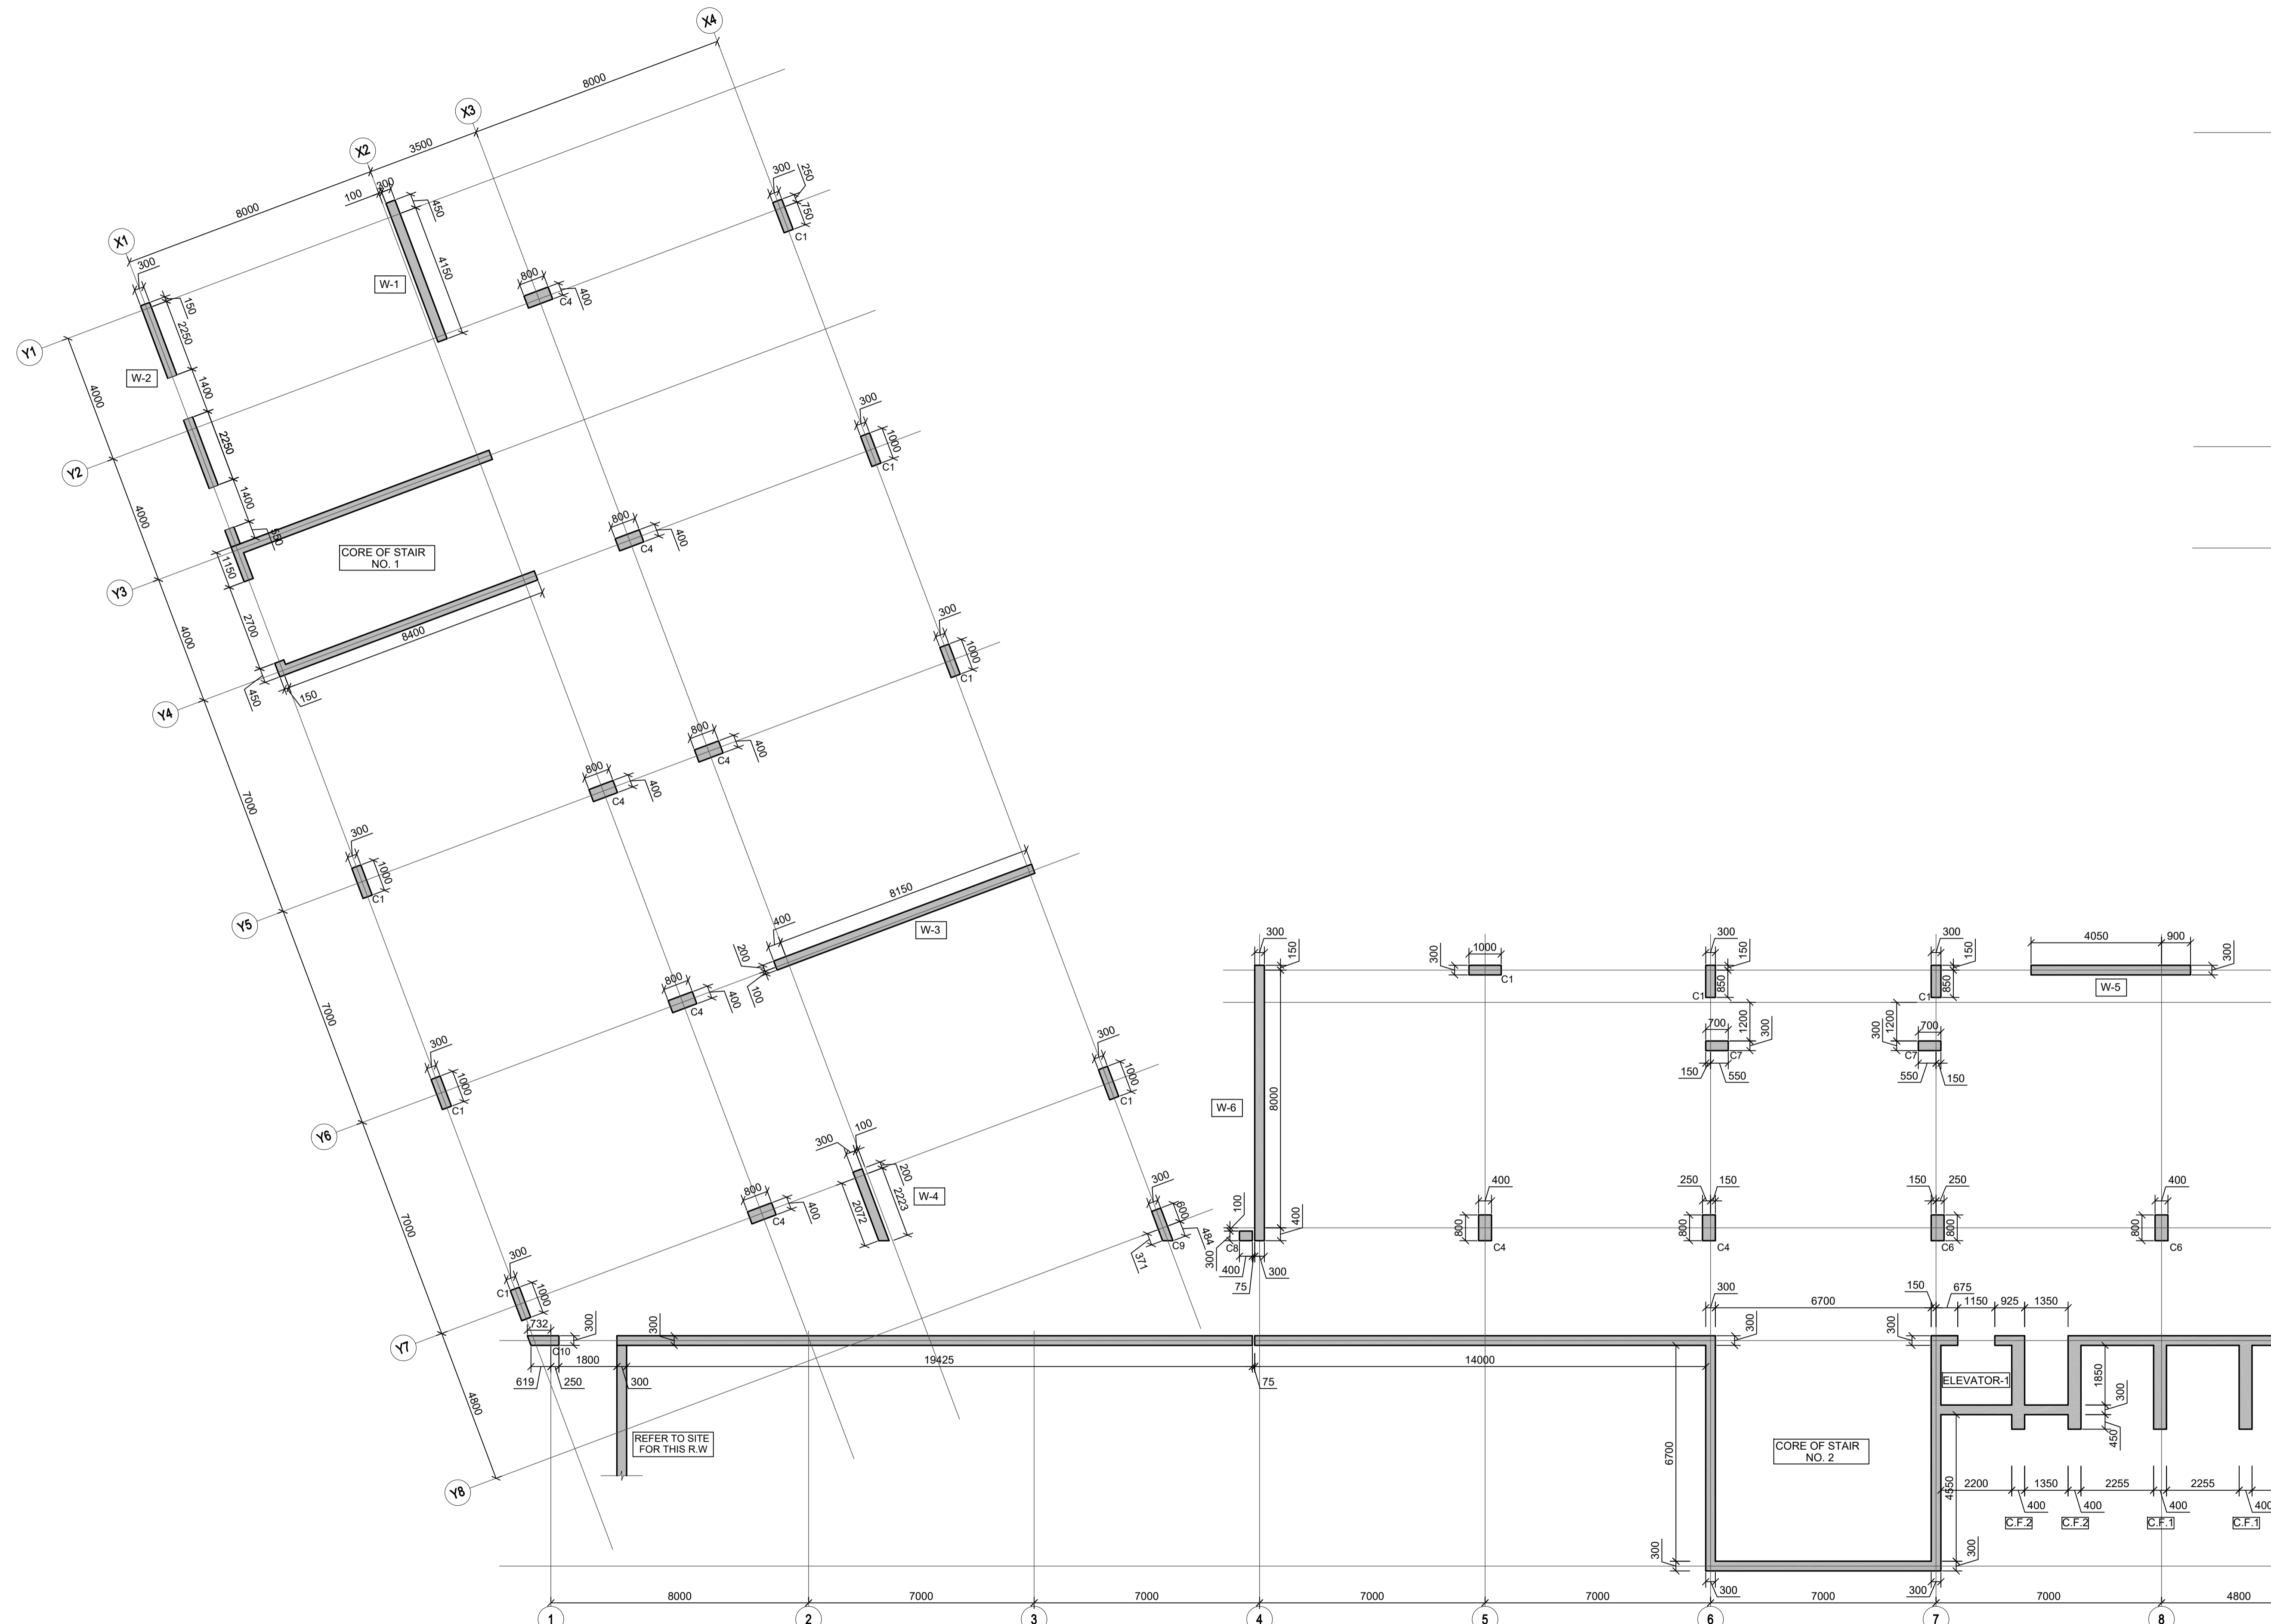 X4
8000
X3
3500
X2
300
100
450
8000
300
250
750
C1
X1
300
4150
W-1
800
C4
400
150
2250
Y1
W-2
1400
4000
300
1000
C1
2250
Y2
1400
550
800
C4
400
4000
CORE OF STAIR
NO. 1
1150
Y3
2700
8400
300
1000
C1
4000
450
150
Y4
800
C4
400
800
C4
400
7000
300
1000
C1
8150
400
W-3
200
100
Y5
800
C4
400
7000
300
1000
C1
300
1000
C1
Y6
300
100
200
2223
2072
W-4
800
C4
400
300
600
484
C9
371
7000
300
C1
1000
732
300
C10
Y7
619
250
1800
300
300
19425
75
14000
4800
REFER TO SITE
FOR THIS R.W
Y8
300
150
W-6
8000
100
C8
300
400
75
300
400
300
1000
C1
300
150
C1
850
300
150
C1
850
4050
900
300
W-5
700
1200
300
C7
150
550
300
1200
700
C7
550
150
400
800
C4
250
150
800
C4
150
250
800
C6
400
800
C6
300
6700
150
675
1150
925
1350
300
300
ELEVATOR-1
1850
300
450
6700
CORE OF STAIR
NO. 2
4550
2200
1350
2255
2255
400
400
400
400
C.F.2
C.F.2
C.F.1
C.F.1
300
300
300
300
8000
7000
7000
7000
7000
7000
7000
4800
1
2
3
4
5
6
7
8